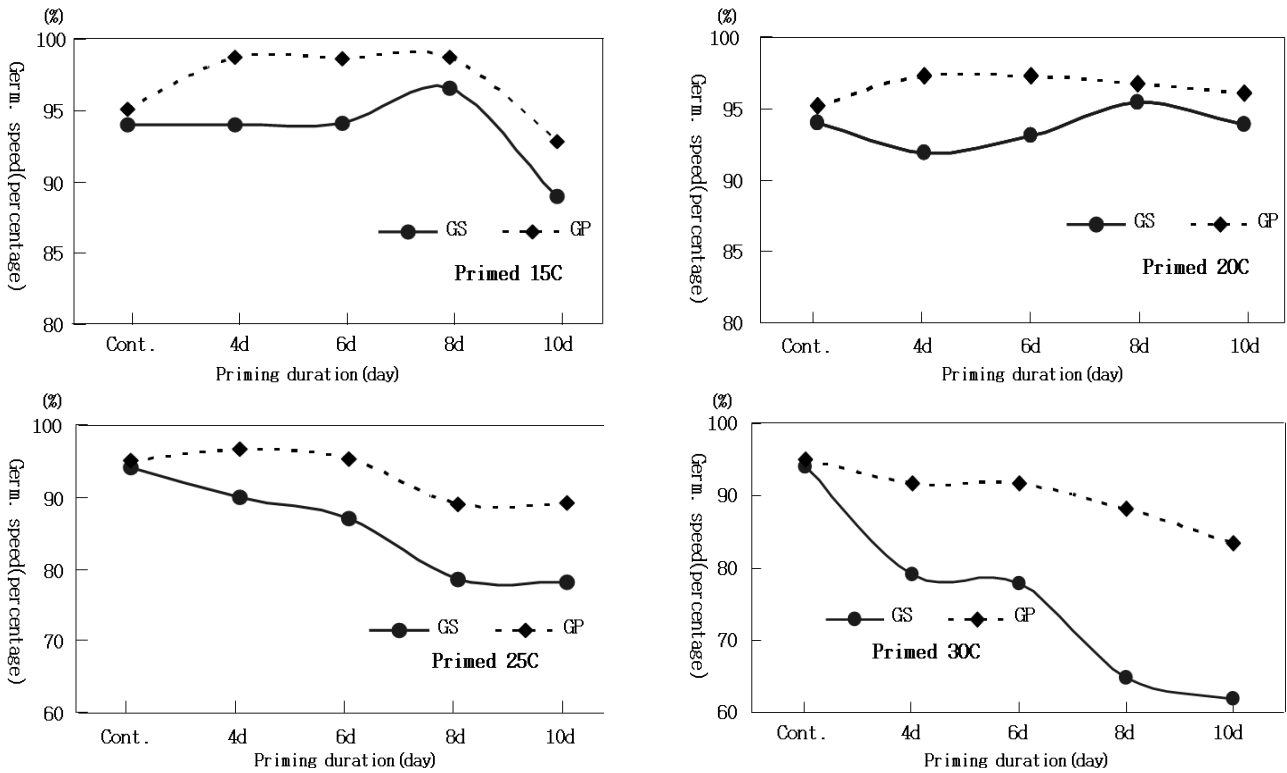 (%)
100
95
90
85
80
Germ. speed(percentage)
GS
GP
Primed 15C
Cont.
4d
6d
8d
10d
Priming duration(day)
(%)
100
95
90
85
80
Germ. speed(percentage)
GS
GP
Primed 20C
Cont.
4d
6d
8d
10d
Priming duration(day)
(%)
100
90
80
70
60
Germ. speed(percentage)
GS
GP
Primed 25C
Cont.
4d
6d
8d
10d
Priming duration(day)
(%)
100
90
80
70
60
Germ. speed(percentage)
GS
GP
Primed 30C
Cont.
4d
6d
8d
10d
Priming duration(day)